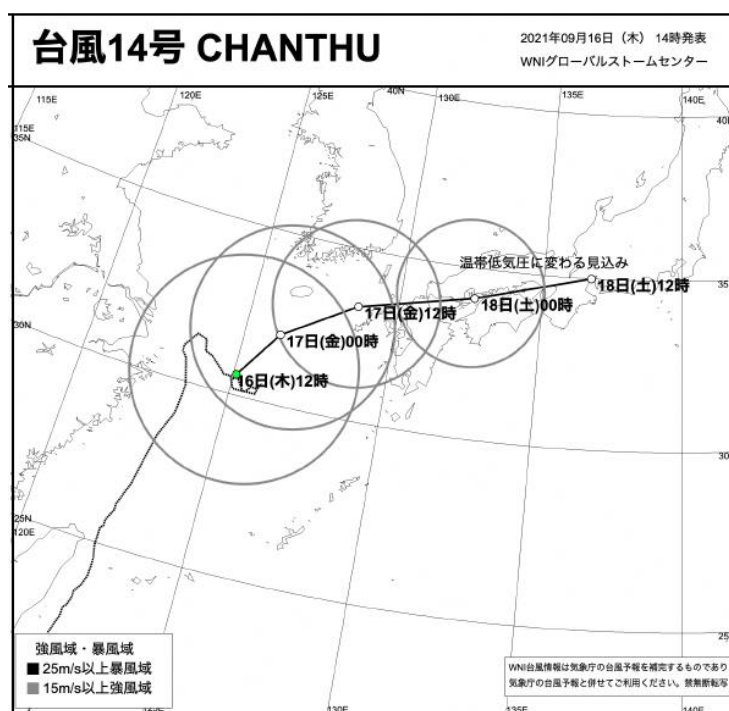 台風14号 CHANTHU
2021年09月16日（木） 14時発表
WNIグローバルストームセンター
115E
120E
125E
40N
130E
135E
140E
115E
35N
40N
温帯低気圧に変わる見込み
35
18日(土)12時
18日(土)00時
17日(金)12時
17日(金)00時
30N
16日(木)12時
30
25N
120E
25
強風域・暴風域
25m/s以上暴風域
15m/s以上強風域
WNI台風情報は気象庁の台風予報を補完するものであり
気象庁の台風予報と併せてご利用ください。禁無断転写
130E
135E
140E